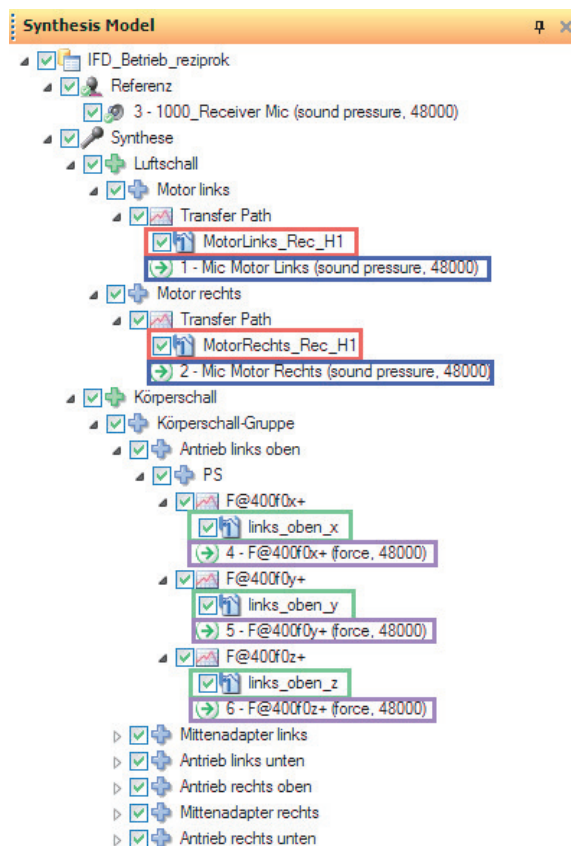 Synthesis Model
IFD_Betrieb_reziprok
Referenz
3 - 1000_Receiver Mic (sound pressure, 48000)
Synthese
Luftschall
Motor links
Transfer Path
MotorLinks_Rec_H1
1 - Mic Motor Links (sound pressure, 48000)
Motor rechts
Transfer Path
MotorRechts_Rec_H1
2 - Mic Motor Rechts (sound pressure, 48000)
Körperschall
Körperschall-Gruppe
Antrieb links oben
PS
F@400f0x+
links_oben_x
4 - F@400f0x+ (force, 48000)
F@400f0y+
links_oben_y
5 - F@400f0y+ (force, 48000)
F@400f0z+
links_oben_z
6 - F@400f0z+ (force, 48000)
Mittenadapter links
Antrieb links unten
Antrieb rechts oben
Mittenadapter rechts
Antrieb rechts unten